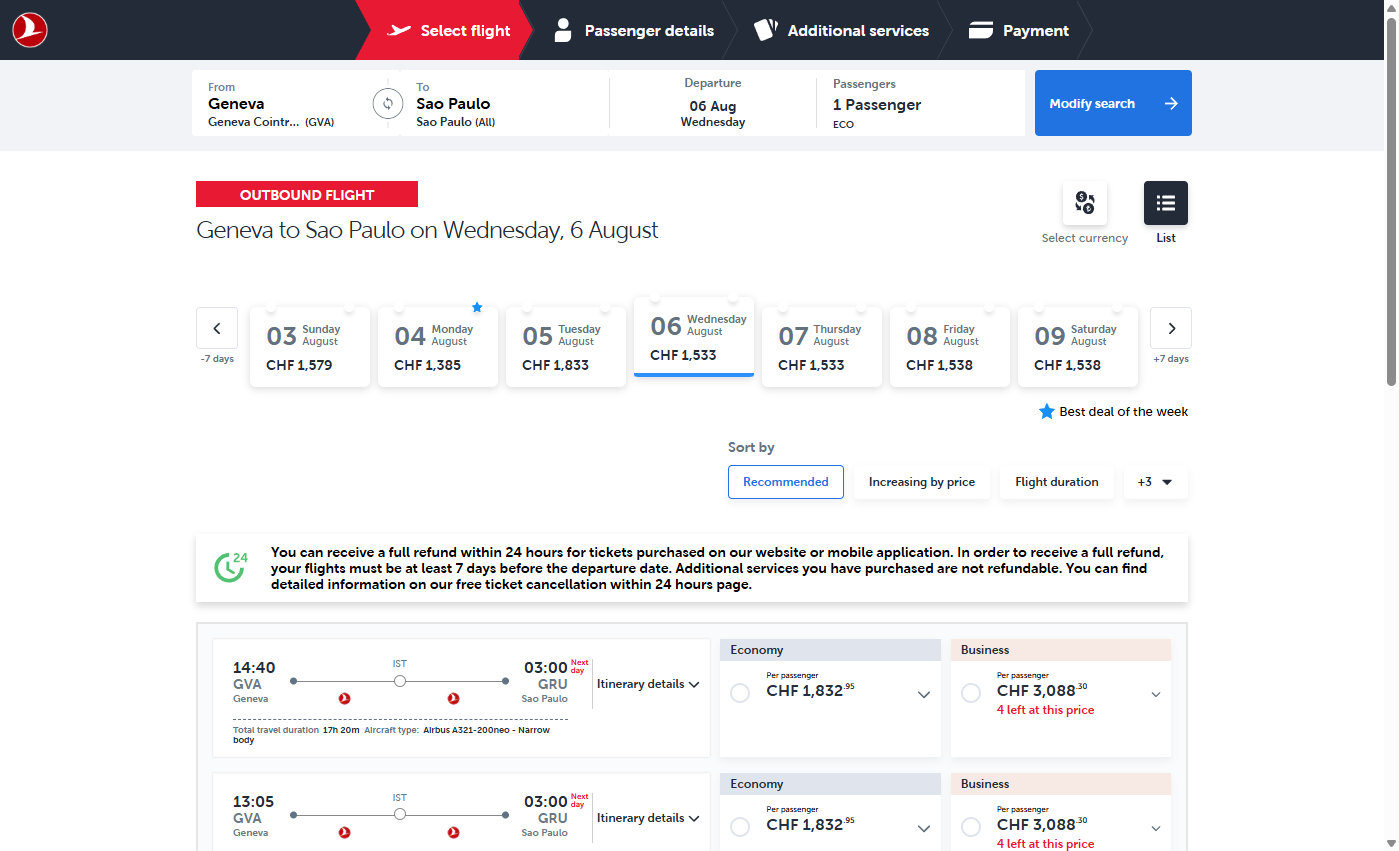 Select flight
Passenger details
Additional services
Payment
From
Geneva
Geneva Cointr... (GVA)
To
Sao Paulo
Sao Paulo (All)
Departure
06 Aug
Wednesday
Passengers
1 Passenger
ECO
Modify search
OUTBOUND FLIGHT
Geneva to Sao Paulo on Wednesday, 6 August
Select currency
List
-7 days
03 Sunday August
CHF 1,579
04 Monday August
CHF 1,385
05 Tuesday August
CHF 1,833
06 Wednesday August
CHF 1,533
07 Thursday August
CHF 1,533
08 Friday August
CHF 1,538
09 Saturday August
CHF 1,538
+7 days
Best deal of the week
Sort by
Recommended
Increasing by price
Flight duration
+3
24
You can receive a full refund within 24 hours for tickets purchased on our website or mobile application. In order to receive a full refund,
your flights must be at least 7 days before the departure date. Additional services you have purchased are not refundable. You can find
detailed information on our free ticket cancellation within 24 hours page.
14:40
GVA
Geneva
IST
03:00 Next day
GRU
Sao Paulo
Itinerary details
Total travel duration 17h 20m Aircraft type: Airbus A321-200neo - Narrow
body
Economy
Per passenger
CHF 1,832.95
Business
Per passenger
CHF 3,088.30
4 left at this price
13:05
GVA
Geneva
IST
03:00 Next day
GRU
Sao Paulo
Itinerary details
Economy
Per passenger
CHF 1,832.95
Business
Per passenger
CHF 3,088.30
4 left at this price